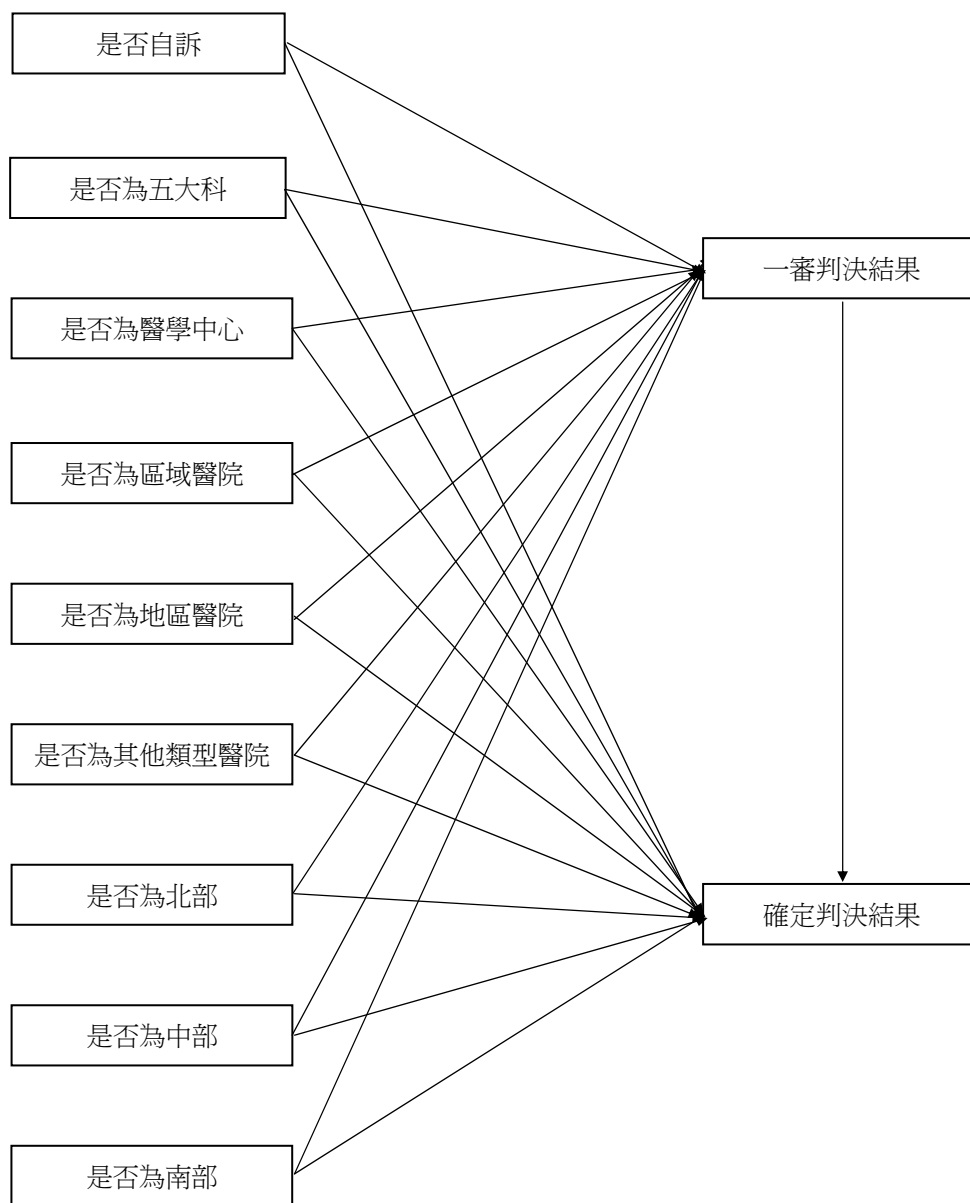 是否自訴
是否為五大科
一審判決結果
是否為醫學中心
是否為區域醫院
是否為地區醫院
是否為其他類型醫院
是否為北部
確定判決結果
是否為中部
是否為南部